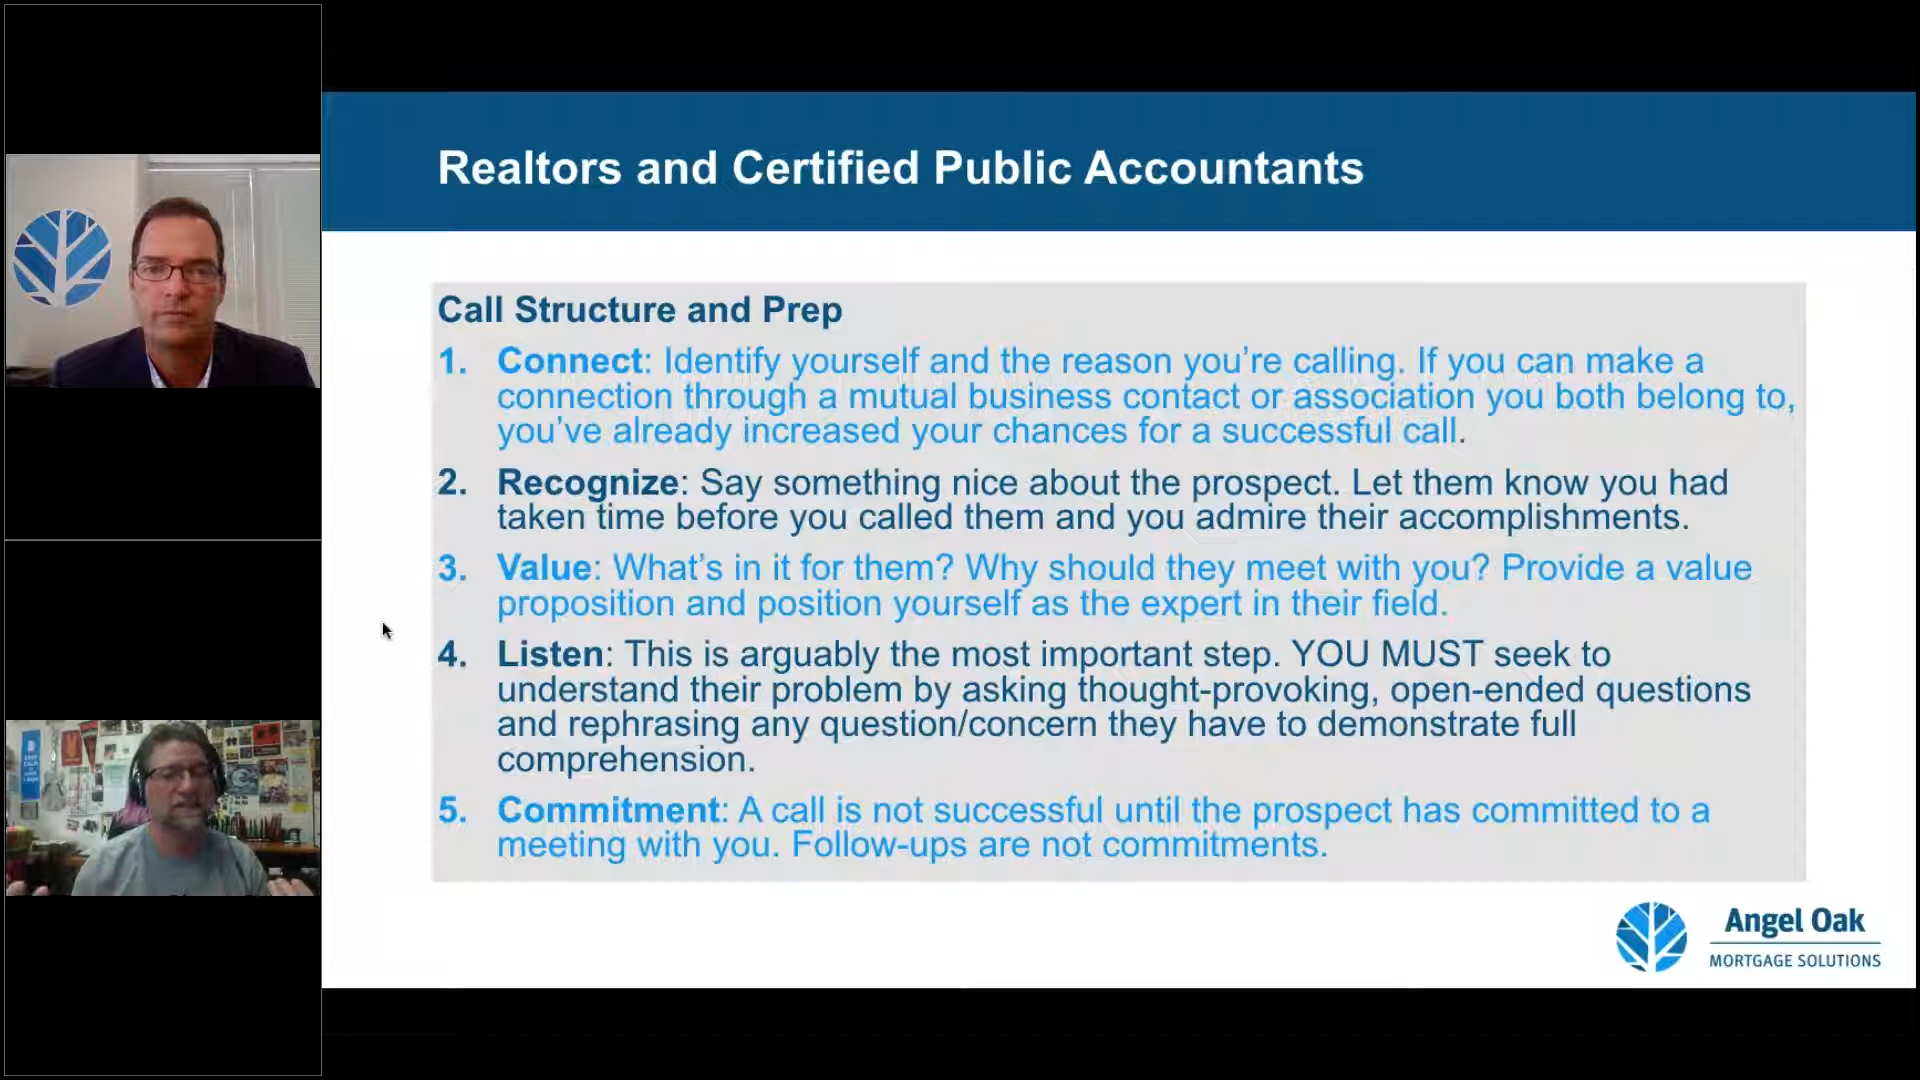 Realtors and Certified Public Accountants
Call Structure and Prep
1. Connect: Identify yourself and the reason you’re calling. If you can make a
connection through a mutual business contact or association you both belong to,
you’ve already increased your chances for a successful call.
2. Recognize: Say something nice about the prospect. Let them know you had
taken time before you called them and you admire their accomplishments.
3. Value: What’s in it for them? Why should they meet with you? Provide a value
proposition and position yourself as the expert in their field.
4. Listen: This is arguably the most important step. YOU MUST seek to
understand their problem by asking thought-provoking, open-ended questions
and rephrasing any question/concern they have to demonstrate full
comprehension.
5. Commitment: A call is not successful until the prospect has committed to a
meeting with you. Follow-ups are not commitments.
Angel Oak
MORTGAGE SOLUTIONS